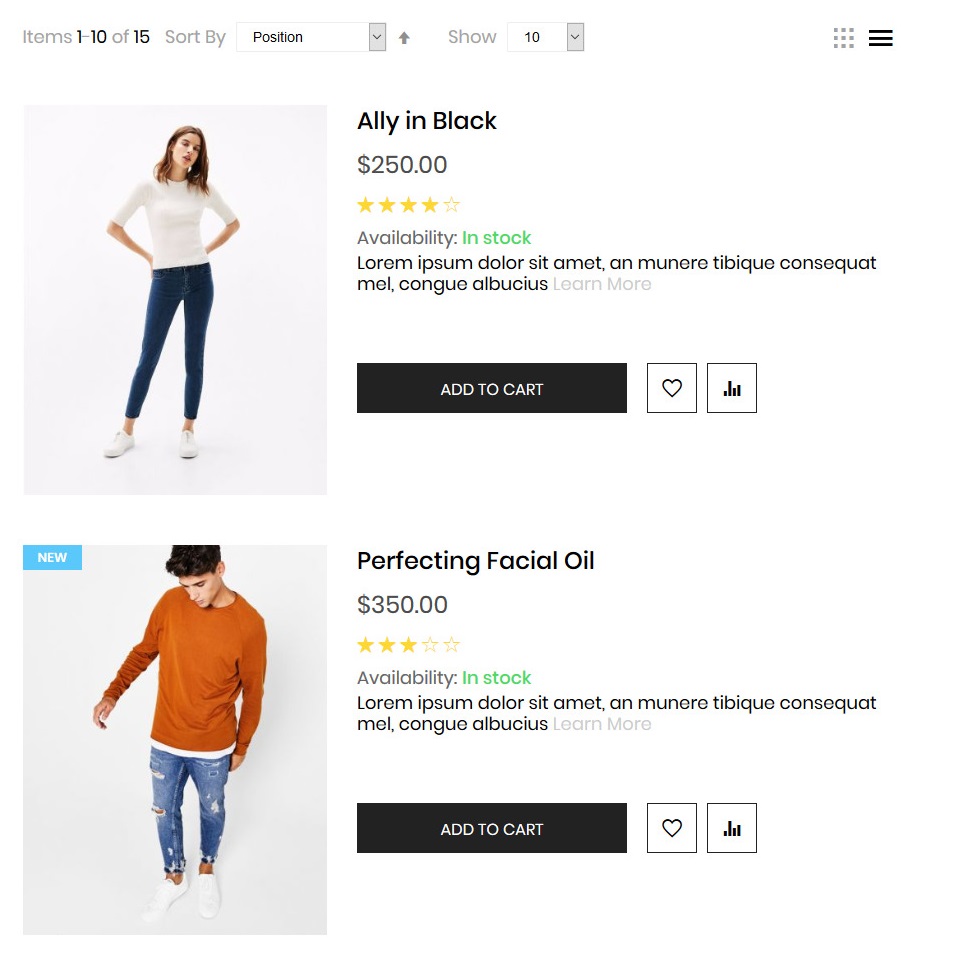 Items 1-10 of 15 Sort By Position Show 10
Ally in Black
$250.00
Availability: In stock
Lorem ipsum dolor sit amet, an munere tibique consequat
mel, congue albucius Learn More
ADD TO CART
NEW
Perfecting Facial Oil
$350.00
Availability: In stock
Lorem ipsum dolor sit amet, an munere tibique consequat
mel, congue albucius Learn More
ADD TO CART